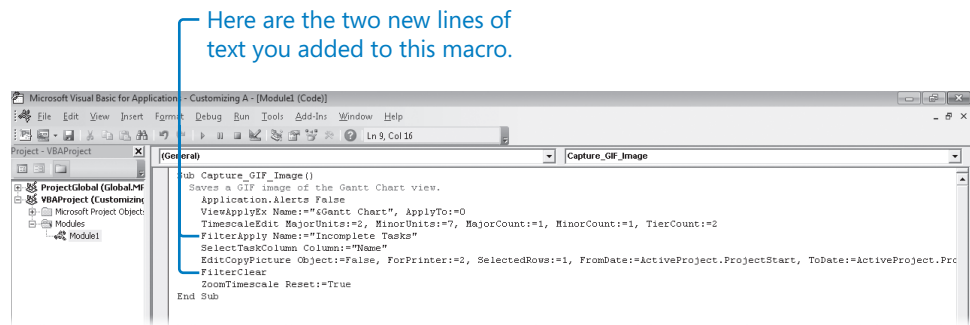 Here are the two new lines of
text you added to this macro.
Microsoft Visual Basic for Applications - Customizing A - [Module1 (Code)]
File Edit View Insert Format Debug Run Tools Add-Ins Window Help
Ln 9, Col 16
Project - VBAProject
(General) Capture_GIF_Image
ProjectGlobal (Global.MF
VBAProject (Customizing
Microsoft Project Objects
Modules
Module1
Sub Capture_GIF_Image()
Saves a GIF image of the Gantt Chart view.
Application.Alerts False
ViewApplyEx Name:="&Gantt Chart", ApplyTo:=0
TimescaleEdit MajorUnits:=2, MinorUnits:=7, MajorCount:=1, MinorCount:=1, TierCount:=2
FilterApply Name:="Incomplete Tasks"
SelectTaskColumn Column:="Name"
EditCopyPicture Object:=False, ForPrinter:=2, SelectedRows:=1, FromDate:=ActiveProject.ProjectStart, ToDate:=ActiveProject.Pro
FilterClear
ZoomTimescale Reset:=True
End Sub